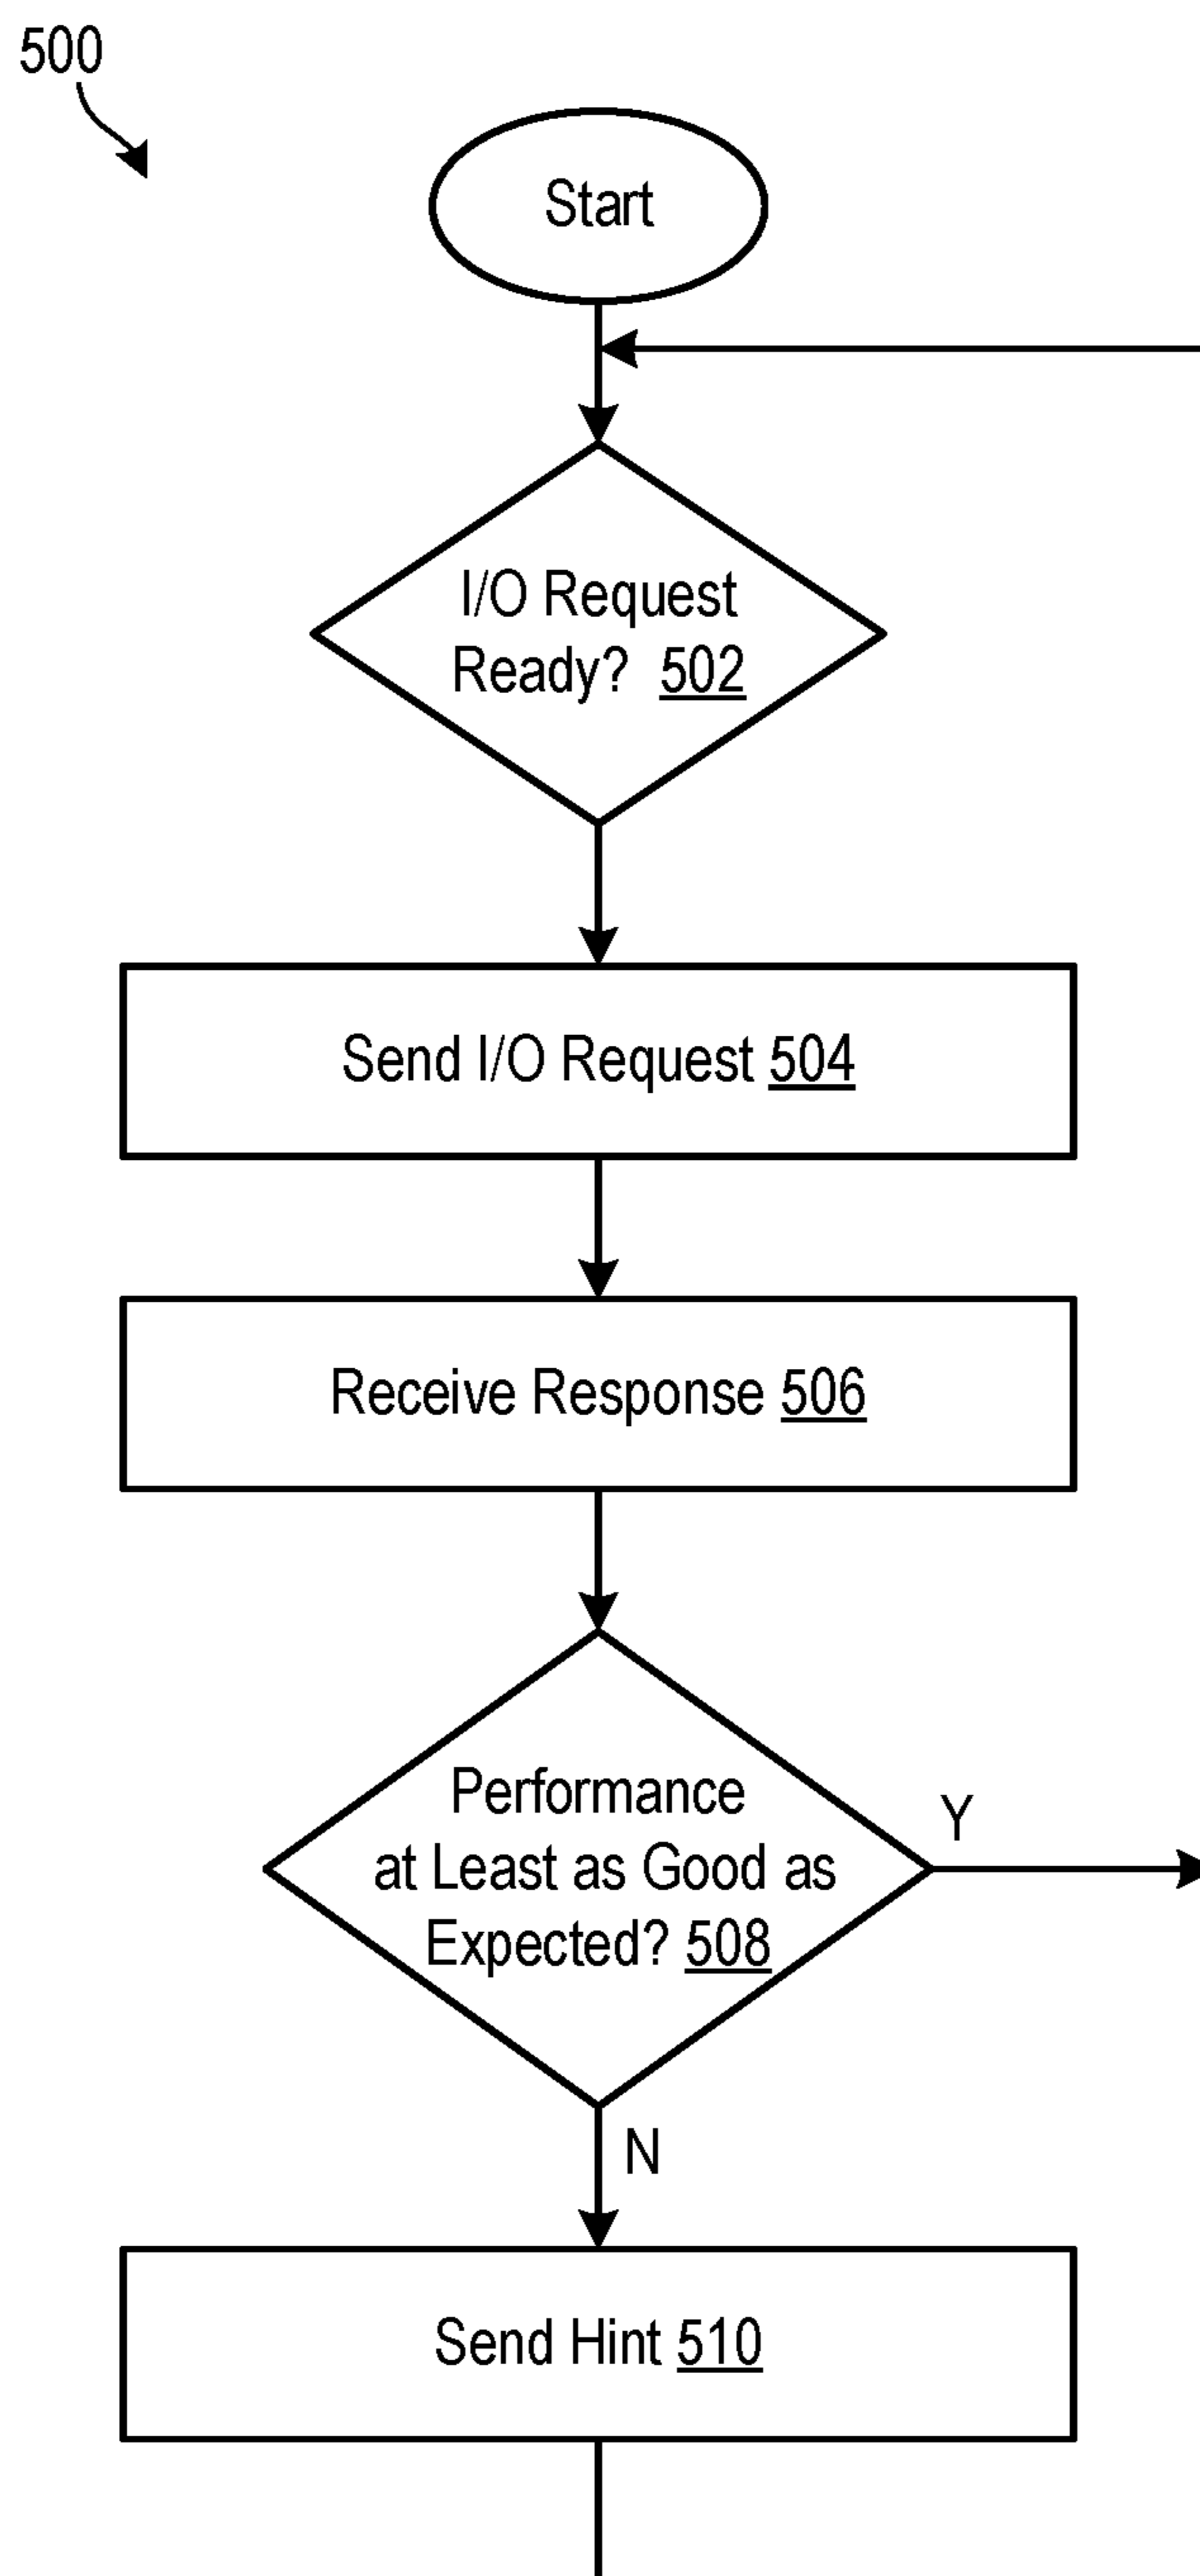 500
Start
I/O Request
Ready? 502
Send I/O Request 504
Receive Response 506
Performance
at Least as Good as
Expected? 508
Y
N
Send Hint 510